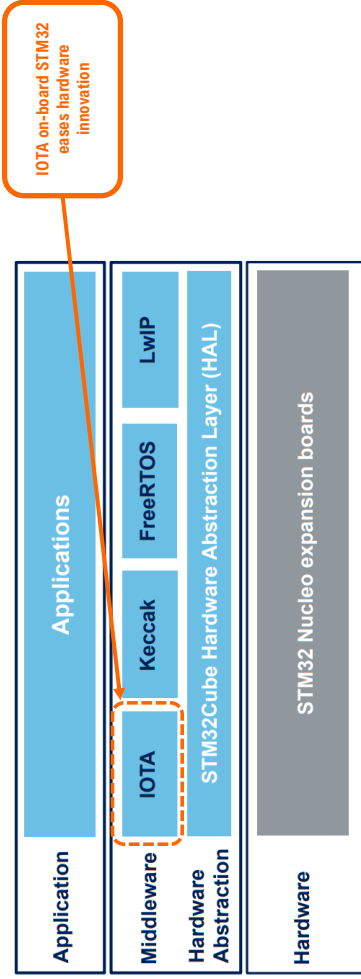 IOTA on-board STM32
eases hardware
innovation
Application
Applications
Middleware
IOTA
Keccak
FreeRTOS
LwIP
Hardware
Abstraction
STM32Cube Hardware Abstraction Layer (HAL)
Hardware
STM32 Nucleo expansion boards